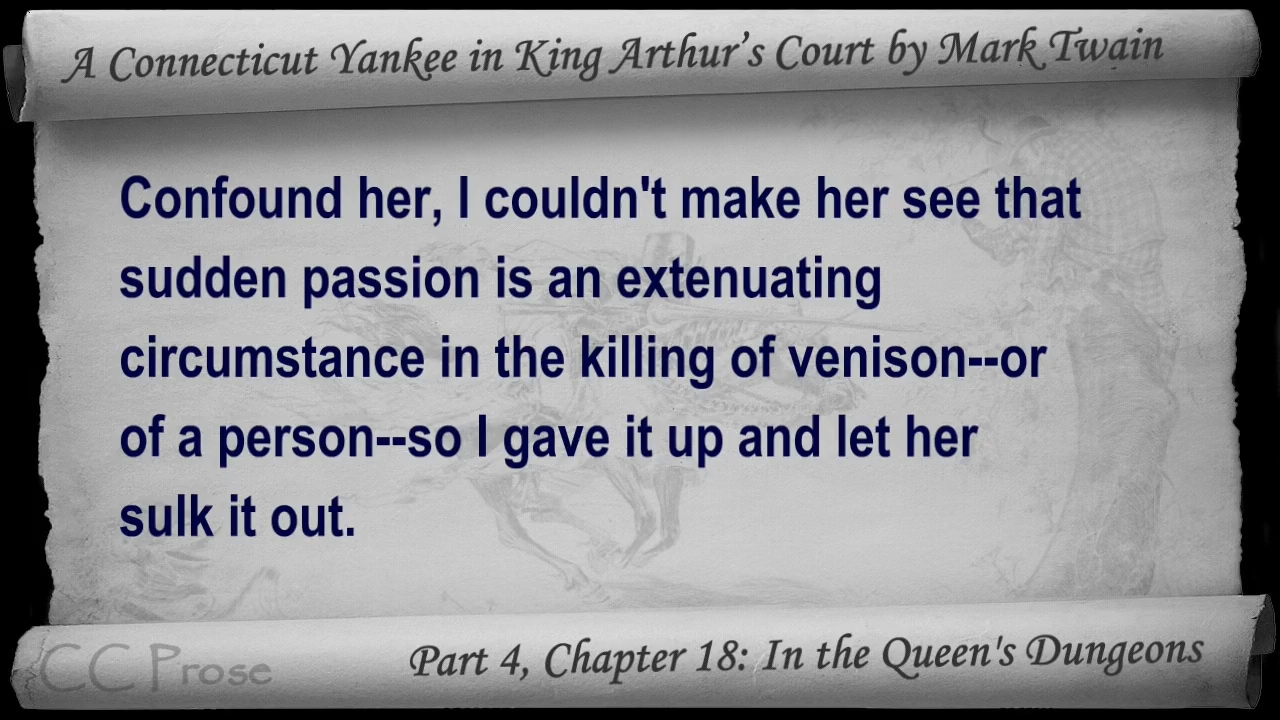 A Connecticut Yankee in King Arthur's Court by Mark Twain
Confound her, I couldn't make her see that
sudden passion is an extenuating
circumstance in the killing of venison--or
of a person--so I gave it up and let her
sulk it out.
CC Prose
Part 4, Chapter 18: In the Queen's Dungeons